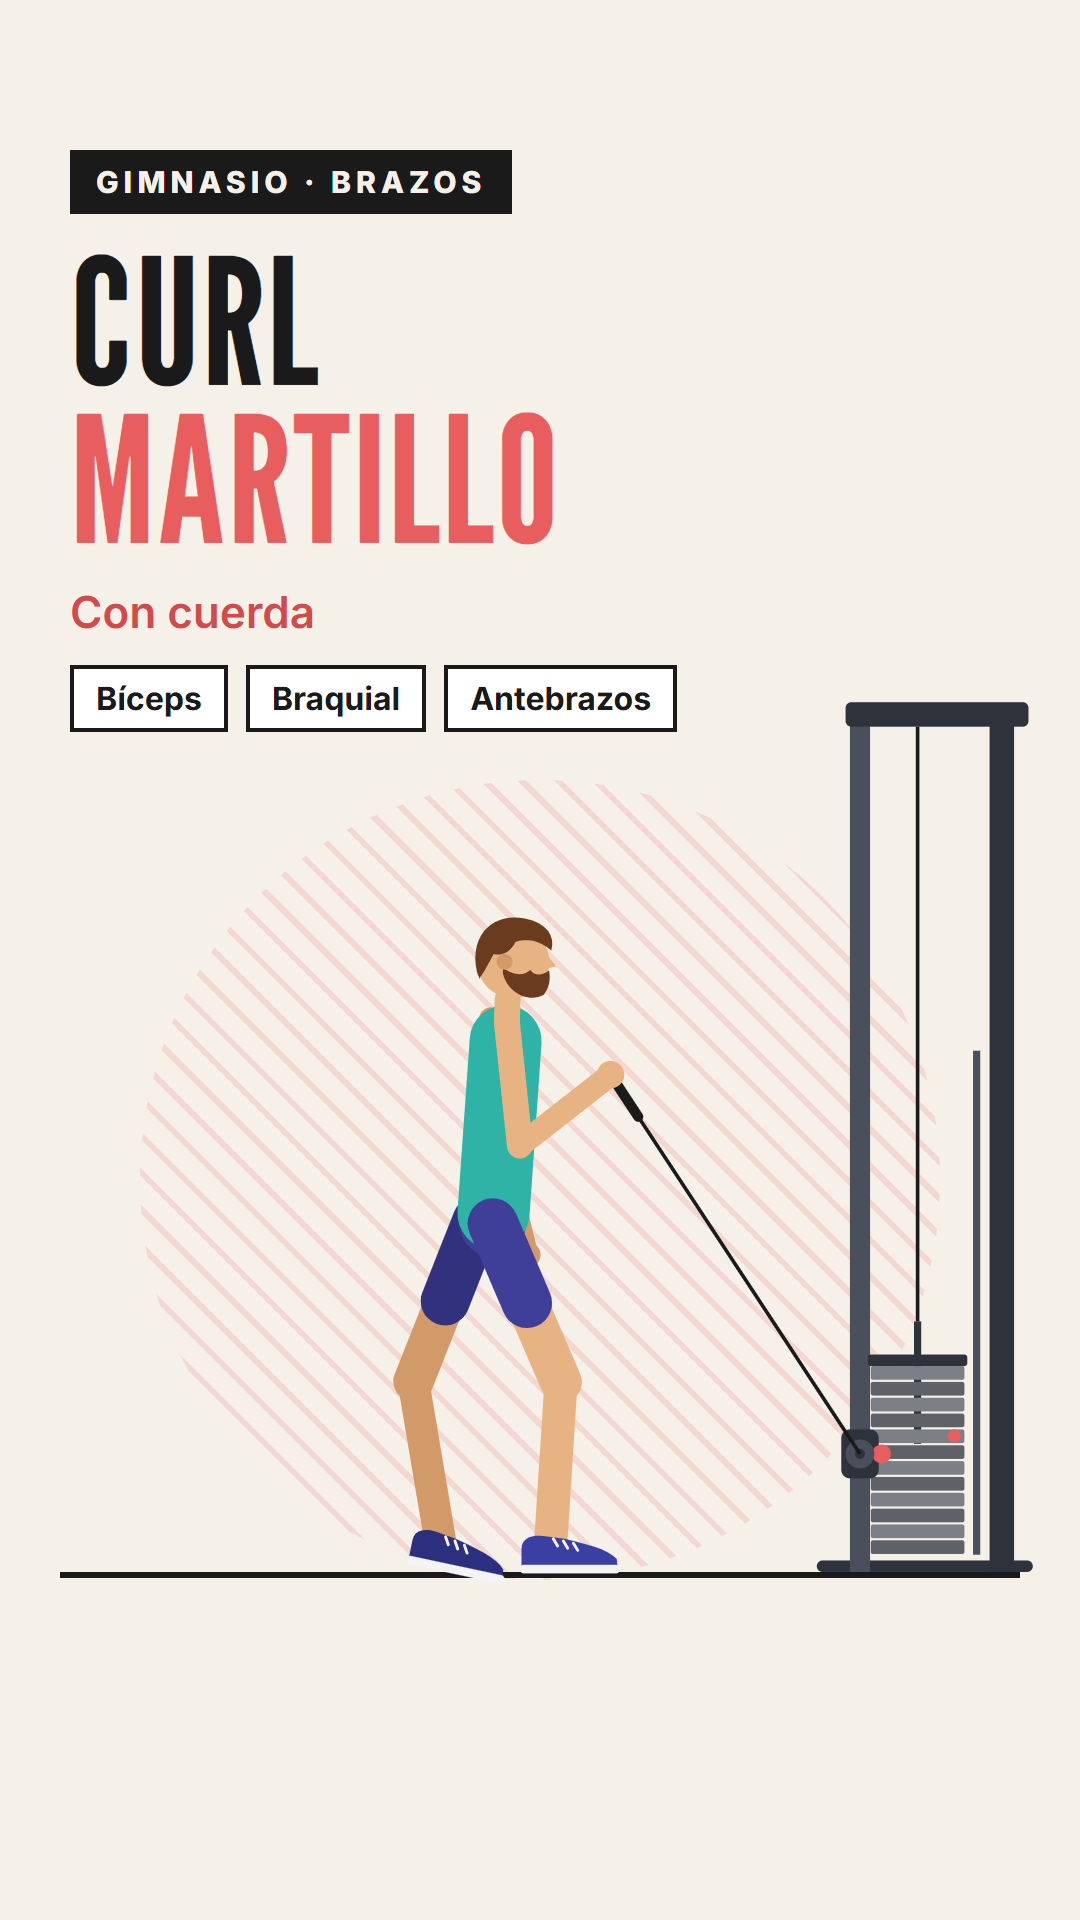 GIMNASIO · BRAZOS
CURL
MARTILLO
Con cuerda
Bíceps
Braquial
Antebrazos